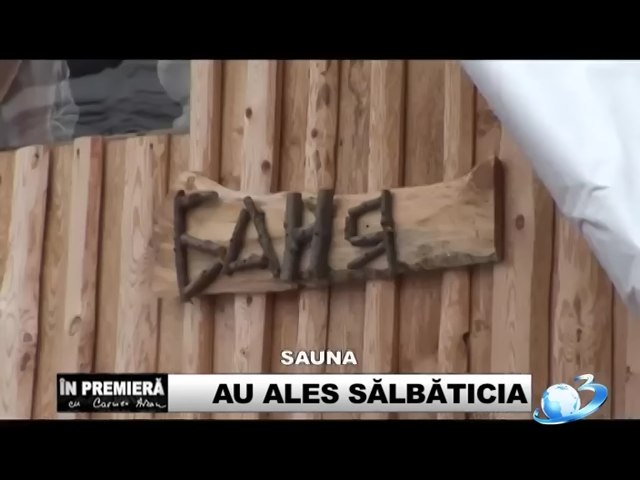 БАНЯ
SAUNA
ÎN PREMIERĂ
cu Carmen Avram
AU ALES SĂLBĂTICIA
3